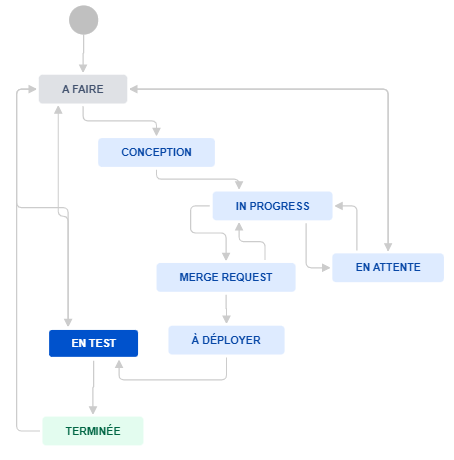 A FAIRE
CONCEPTION
IN PROGRESS
EN ATTENTE
MERGE REQUEST
À DÉPLOYER
EN TEST
TERMINÉE